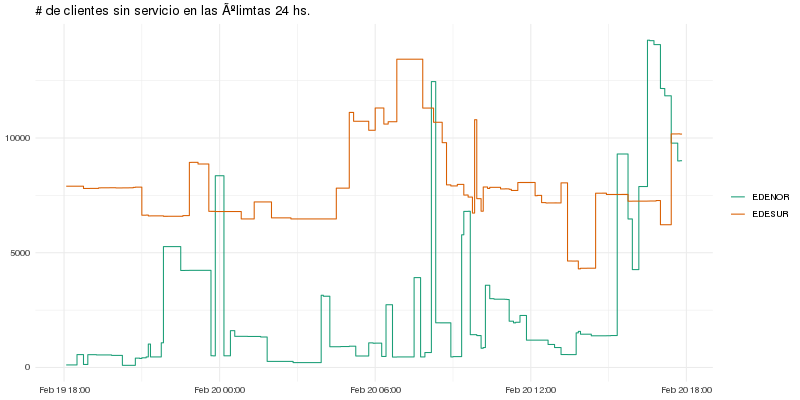 # de clientes sin servicio en las Ãºlimtas 24 hs.
10000
5000
0
Feb 19 18:00
Feb 20 00:00
Feb 20 06:00
Feb 20 12:00
Feb 20 18:00
EDENOR
EDESUR